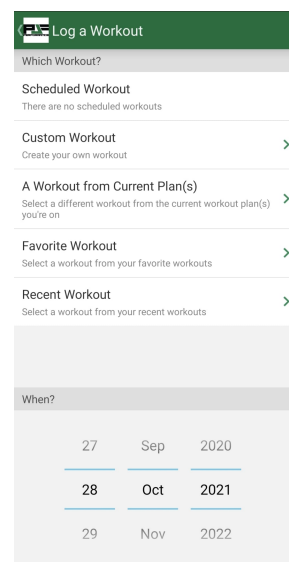 Log a Workout
Which Workout?
Scheduled Workout
There are no scheduled workouts
Custom Workout
Create your own workout
A Workout from Current Plan(s)
Select a different workout from the current workout plan(s)
you're on
Favorite Workout
Select a workout from your favorite workouts
Recent Workout
Select a workout from your recent workouts
When?
27 Sep 2020
28 Oct 2021
29 Nov 2022